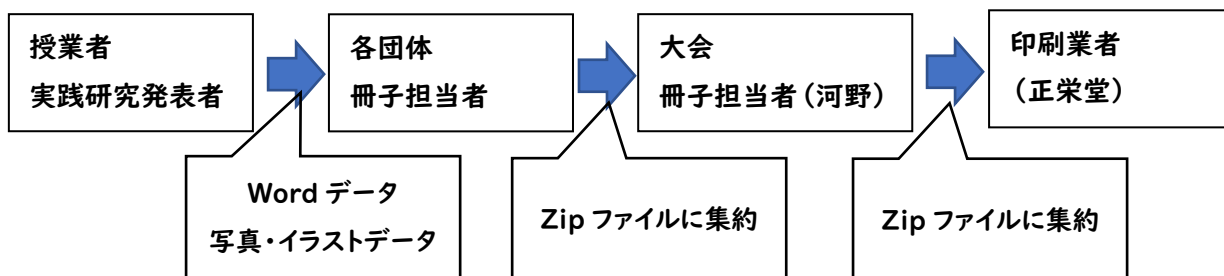 授業者
実践研究発表者
各団体
冊子担当者
大会
冊子担当者(河野)
印刷業者
(正栄堂)
Word データ
写真・イラストデータ
Zip ファイルに集約
Zip ファイルに集約